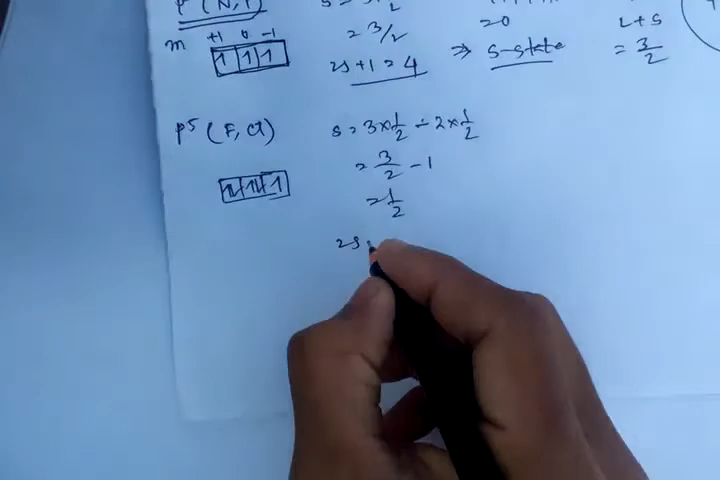 = 3/2
=0
L+S
m +1 0 -1
1 1 1
2s+1=4
⇒ S-state
= 3/2
p⁵ (F, Cl)
s = 3×1/2 - 2×1/2
= 3/2 - 1
1
= 1/2
2s